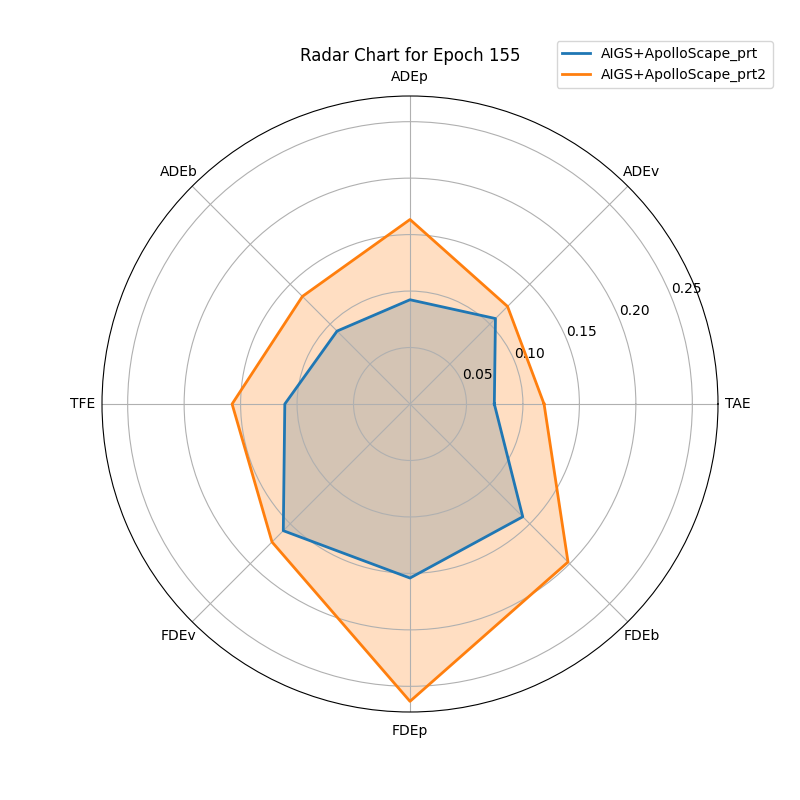 Radar Chart for Epoch 155
AIGS+ApolloScape_prt
AIGS+ApolloScape_prt2
ADEp
ADEb
ADEv
0.25
0.20
0.15
0.10
0.05
TFE
TAE
FDEv
FDEb
FDEp